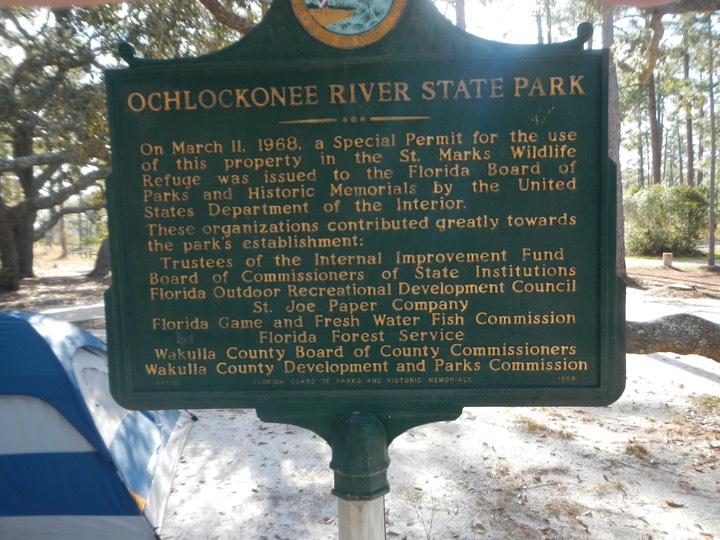 OCHLOCKONEE RIVER STATE PARK
On March 11, 1968, a Special Permit for the use
of this property in the St. Marks Wildlife
Refuge was issued to the Florida Board of
Parks and Historic Memorials by the United
States Department of the Interior.
These organizations contributed greatly towards
the park's establishment:
Trustees of the Internal Improvement Fund
Board of Commissioners of State Institutions
Florida Outdoor Recreational Development Council
St. Joe Paper Company
Florida Game and Fresh Water Fish Commission
Florida Forest Service
Wakulla County Board of County Commissioners
Wakulla County Development and Parks Commission
FLORIDA BOARD OF PARKS AND HISTORIC MEMORIALS 1968